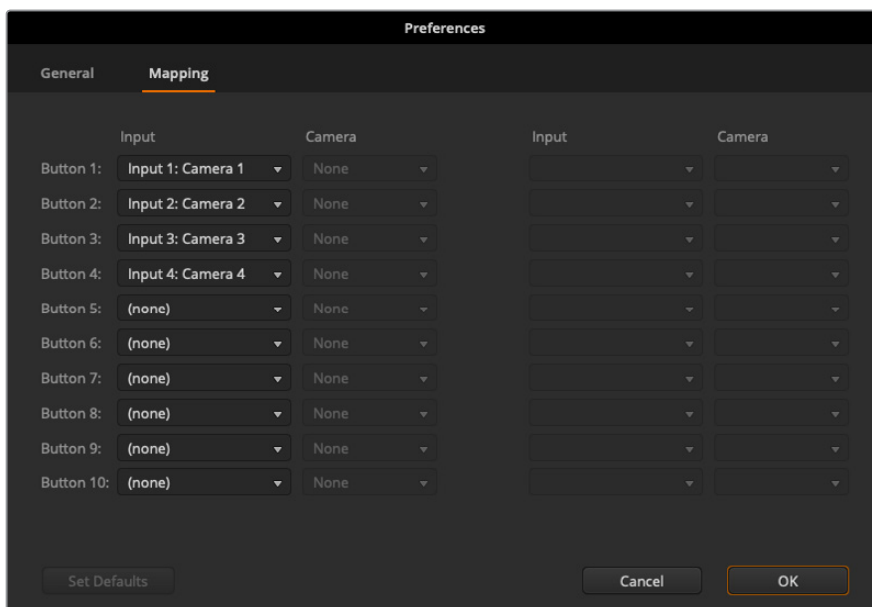 Preferences
General Mapping
Input Camera Input Camera
Button 1: Input 1: Camera 1 None
Button 2: Input 2: Camera 2 None
Button 3: Input 3: Camera 3 None
Button 4: Input 4: Camera 4 None
Button 5: (none) None
Button 6: (none) None
Button 7: (none) None
Button 8: (none) None
Button 9: (none) None
Button 10: (none) None
Set Defaults Cancel OK